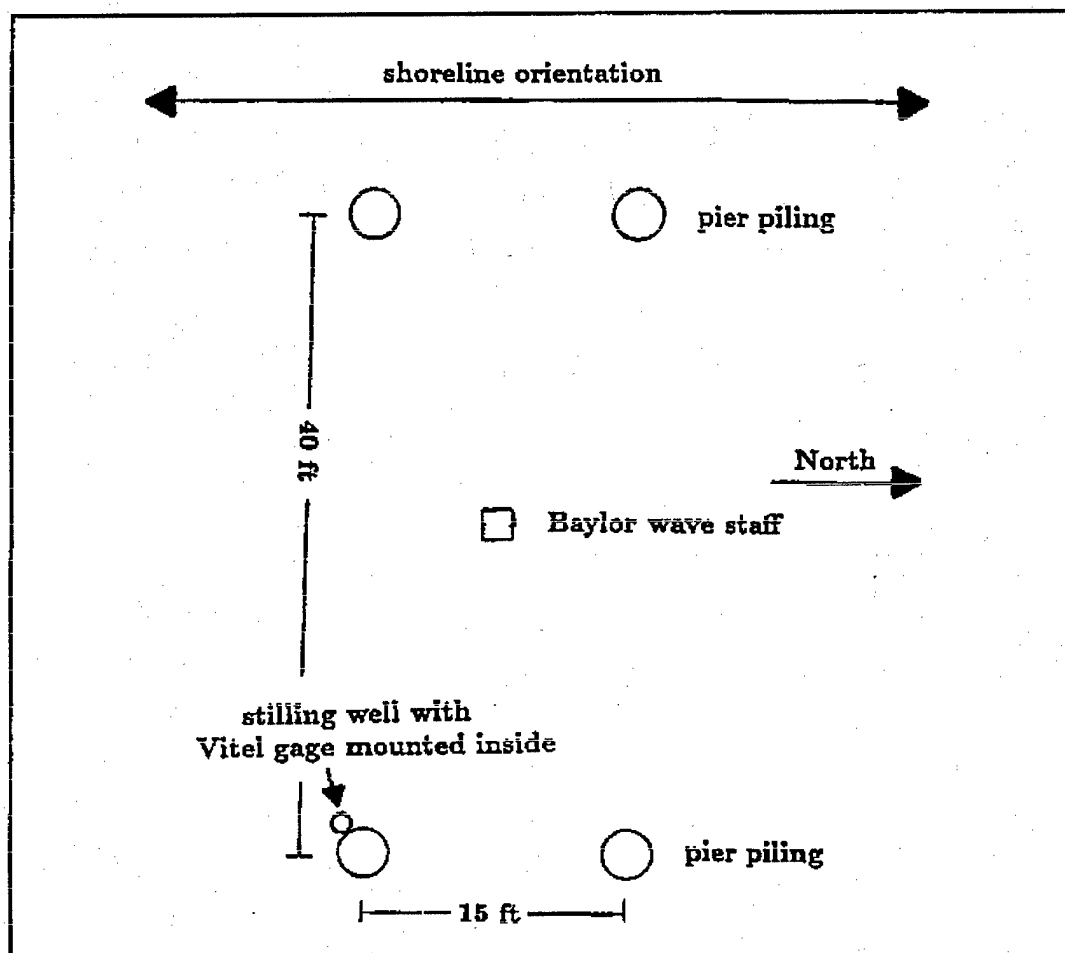 shoreline orientation
pier piling
40 ft
North
Baylor wave staff
stilling well with
Vitel gage mounted inside
pier piling
15 ft